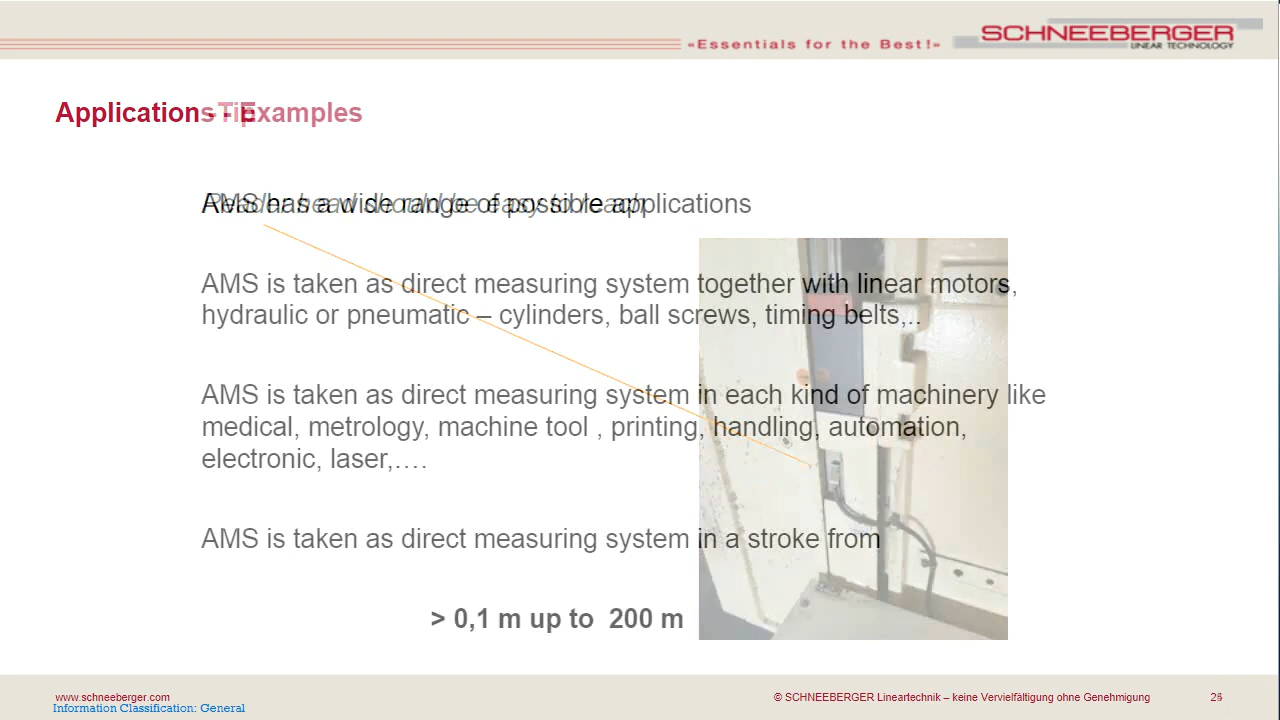 «Essentials for the Best!»
SCHNEEBERGER
LINEAR TECHNOLOGY
Applications - Examples
AMS has a wide range of possible applications
AMS is taken as direct measuring system together with linear motors,
hydraulic or pneumatic – cylinders, ball screws, timing belts,..
AMS is taken as direct measuring system in each kind of machinery like
medical, metrology, machine tool , printing, handling, automation,
electronic, laser,….
AMS is taken as direct measuring system in a stroke from
> 0,1 m up to 200 m
www.schneeberger.com
© SCHNEEBERGER Lineartechnik – keine Vervielfältigung ohne Genehmigung
Information Classification: General